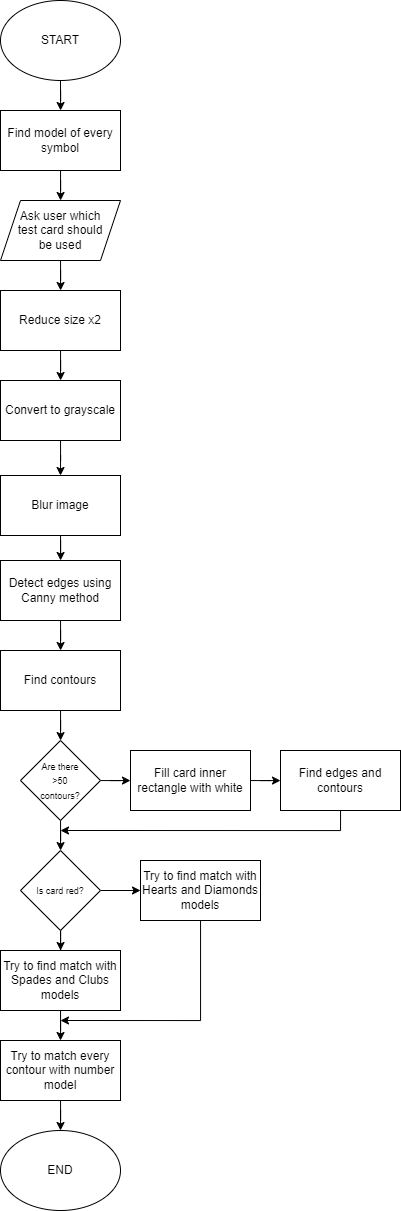 START
Find model of every
symbol
Ask user which
test card should
be used
Reduce size x2
Convert to grayscale
Blur image
Detect edges using
Canny method
Find contours
Are there
>50
contours?
Fill card inner
rectangle with white
Find edges and
contours
Is card red?
Try to find match with
Hearts and Diamonds
models
Try to find match with
Spades and Clubs
models
Try to match every
contour with number
model
END